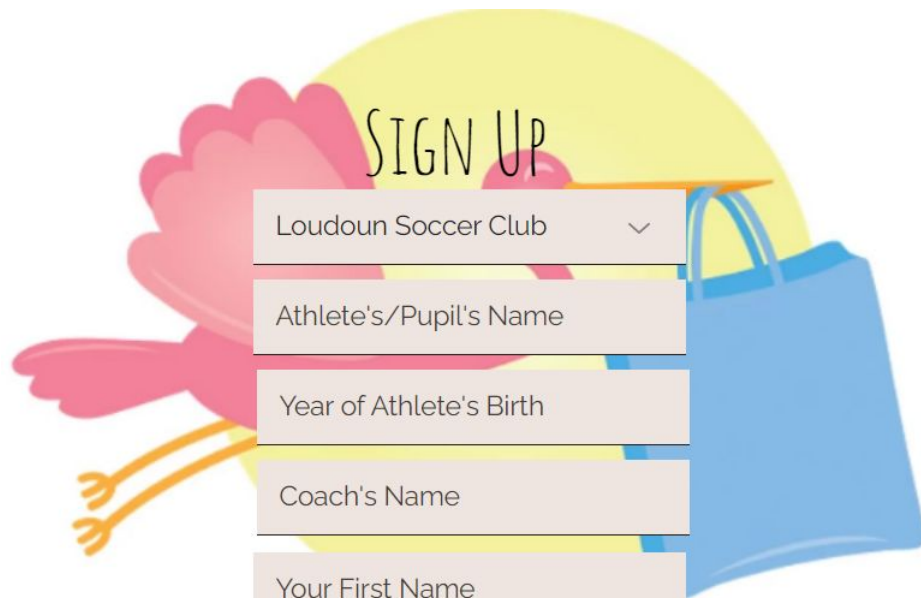 Sign Up
Loudoun Soccer Club
Athlete's/Pupil's Name
Year of Athlete's Birth
Coach's Name
Your First Name